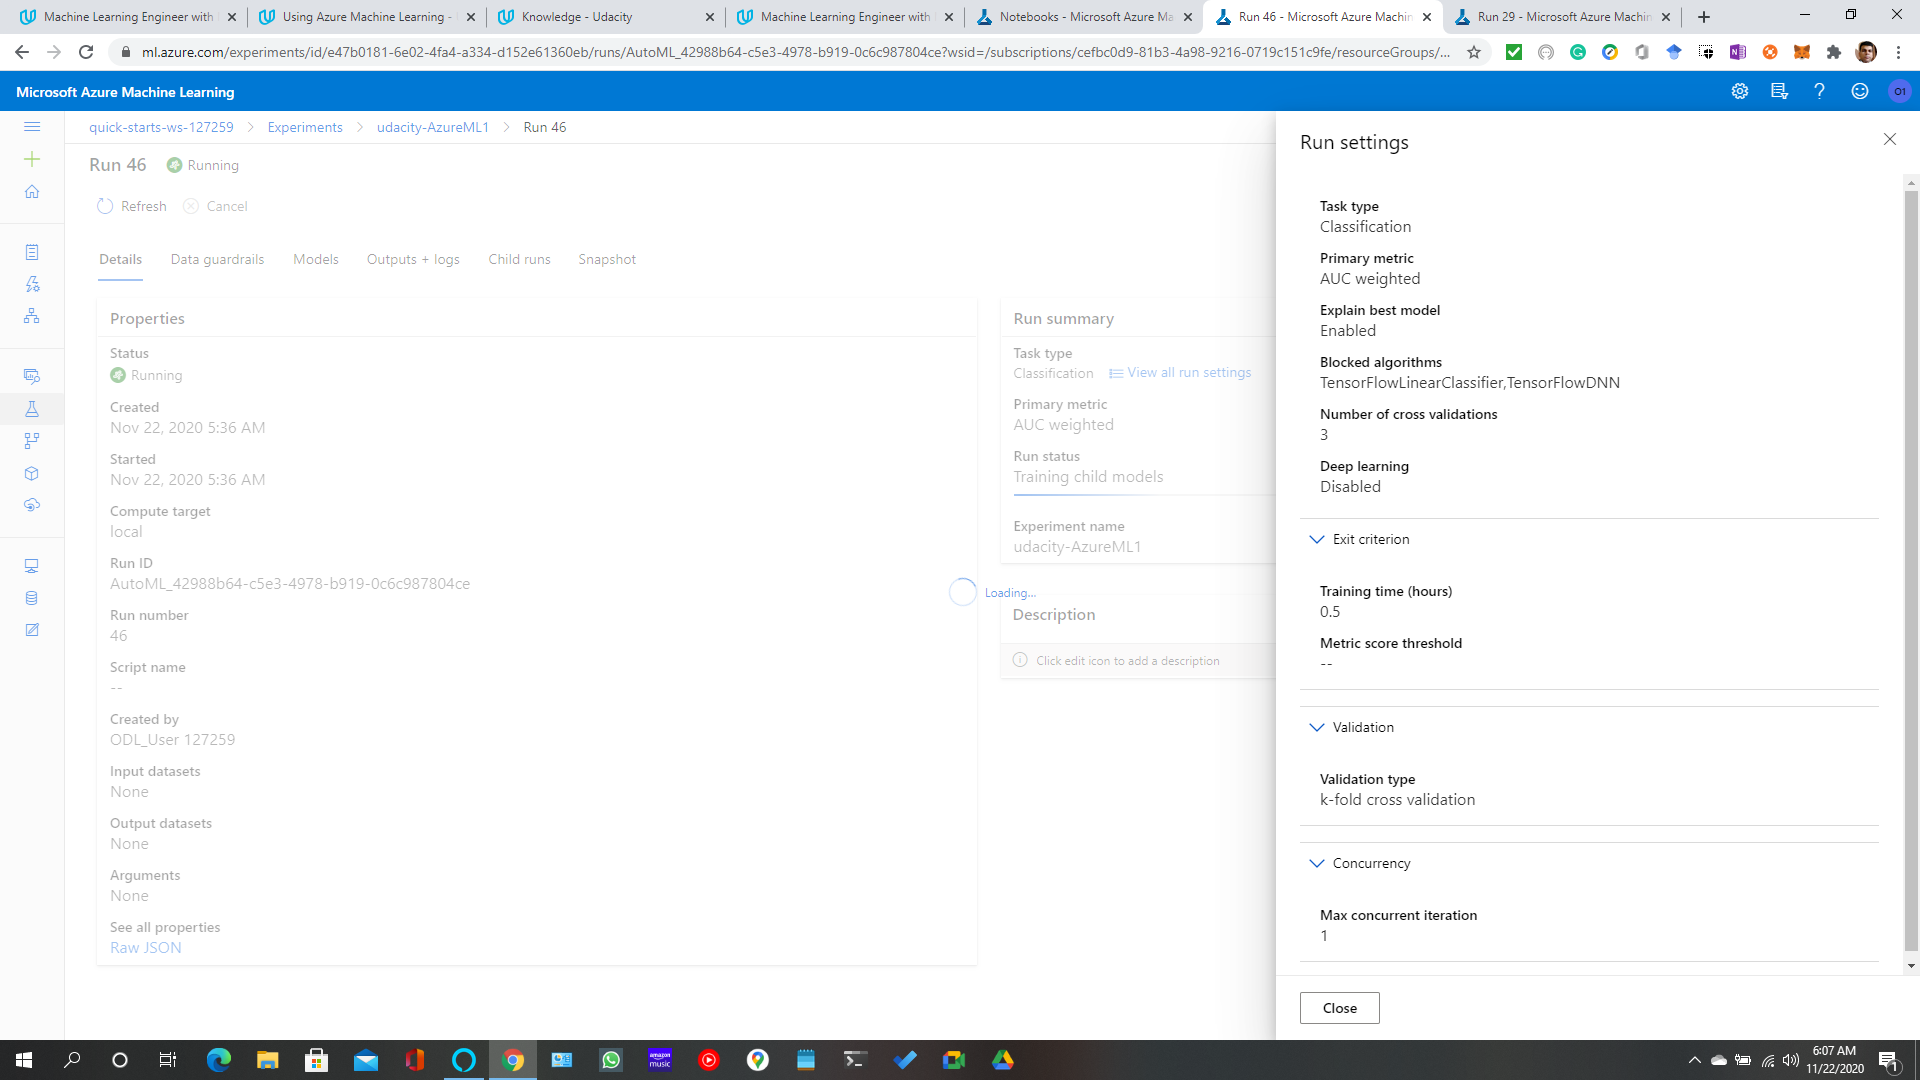 Machine Learning Engineer with
Using Azure Machine Learning -
Knowledge - Udacity
Machine Learning Engineer with
Notebooks - Microsoft Azure Ma
Run 46 - Microsoft Azure Machin
Run 29 - Microsoft Azure Machin
ml.azure.com/experiments/id/e47b0181-6e02-4fa4-a334-d152e61360eb/runs/AutoML_42988b64-c5e3-4978-b919-0c6c987804ce?wsid=/subscriptions/cefbc0d9-81b3-4a98-9216-0719c151c9fe/resourceGroups/...
Microsoft Azure Machine Learning
O1
quick-starts-ws-127259 > Experiments > udacity-AzureML1 > Run 46
Run 46 Running
Refresh Cancel
Details Data guardrails Models Outputs + logs Child runs Snapshot
Properties
Status
Running
Created
Nov 22, 2020 5:36 AM
Started
Nov 22, 2020 5:36 AM
Compute target
local
Run ID
AutoML_42988b64-c5e3-4978-b919-0c6c987804ce
Run number
46
Script name
--
Created by
ODL_User 127259
Input datasets
None
Output datasets
None
Arguments
None
See all properties
Raw JSON
Run summary
Task type
Classification View all run settings
Primary metric
AUC weighted
Run status
Training child models
Experiment name
udacity-AzureML1
Loading...
Description
Click edit icon to add a description
Run settings
Task type
Classification
Primary metric
AUC weighted
Explain best model
Enabled
Blocked algorithms
TensorFlowLinearClassifier,TensorFlowDNN
Number of cross validations
3
Deep learning
Disabled
Exit criterion
Training time (hours)
0.5
Metric score threshold
--
Validation
Validation type
k-fold cross validation
Concurrency
Max concurrent iteration
1
Close
amazon music
6:07 AM
11/22/2020
1